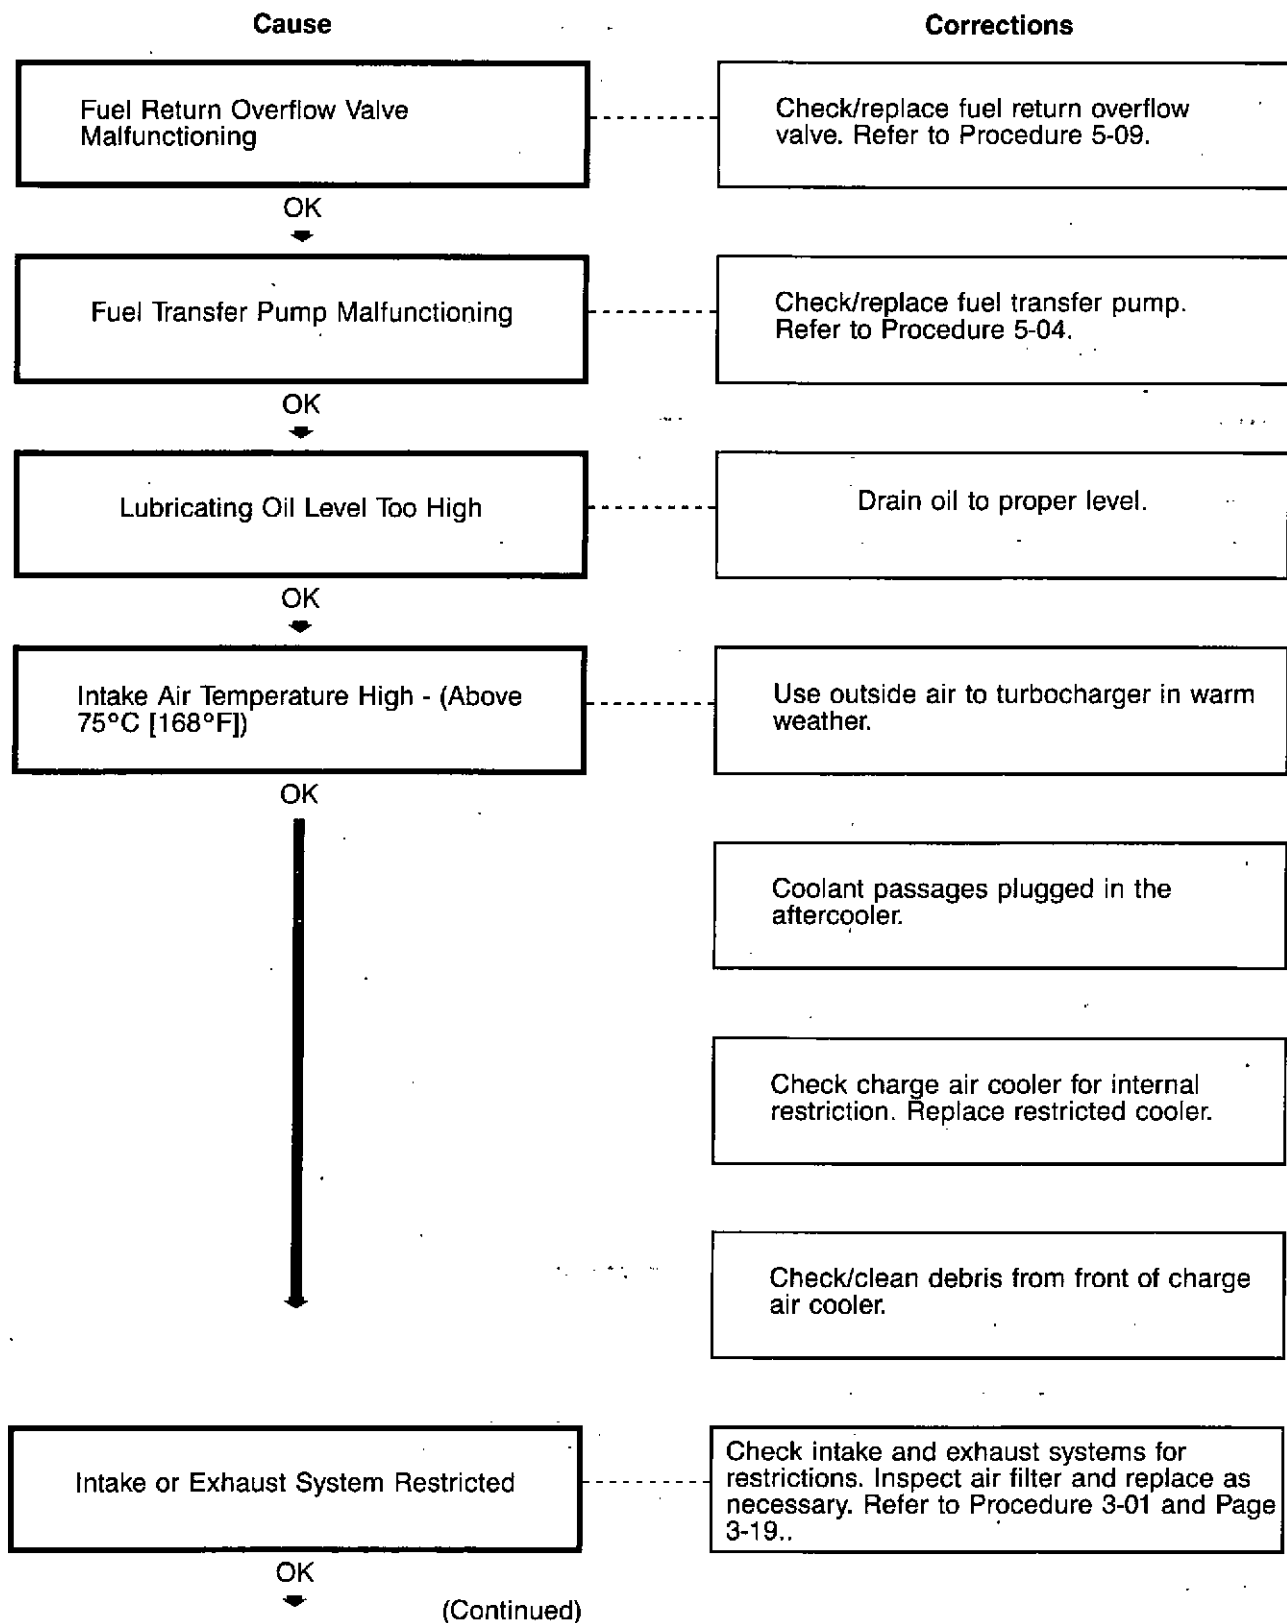 Cause
Corrections
Fuel Return Overflow Valve
Malfunctioning
Check/replace fuel return overflow
valve. Refer to Procedure 5-09.
OK
Fuel Transfer Pump Malfunctioning
Check/replace fuel transfer pump.
Refer to Procedure 5-04.
OK
Lubricating Oil Level Too High
Drain oil to proper level.
OK
Intake Air Temperature High - (Above
75°C [168°F])
Use outside air to turbocharger in warm
weather.
OK
Coolant passages plugged in the
aftercooler.
Check charge air cooler for internal
restriction. Replace restricted cooler.
Check/clean debris from front of charge
air cooler.
Intake or Exhaust System Restricted
Check intake and exhaust systems for
restrictions. Inspect air filter and replace as
necessary. Refer to Procedure 3-01 and Page
3-19..
OK
(Continued)